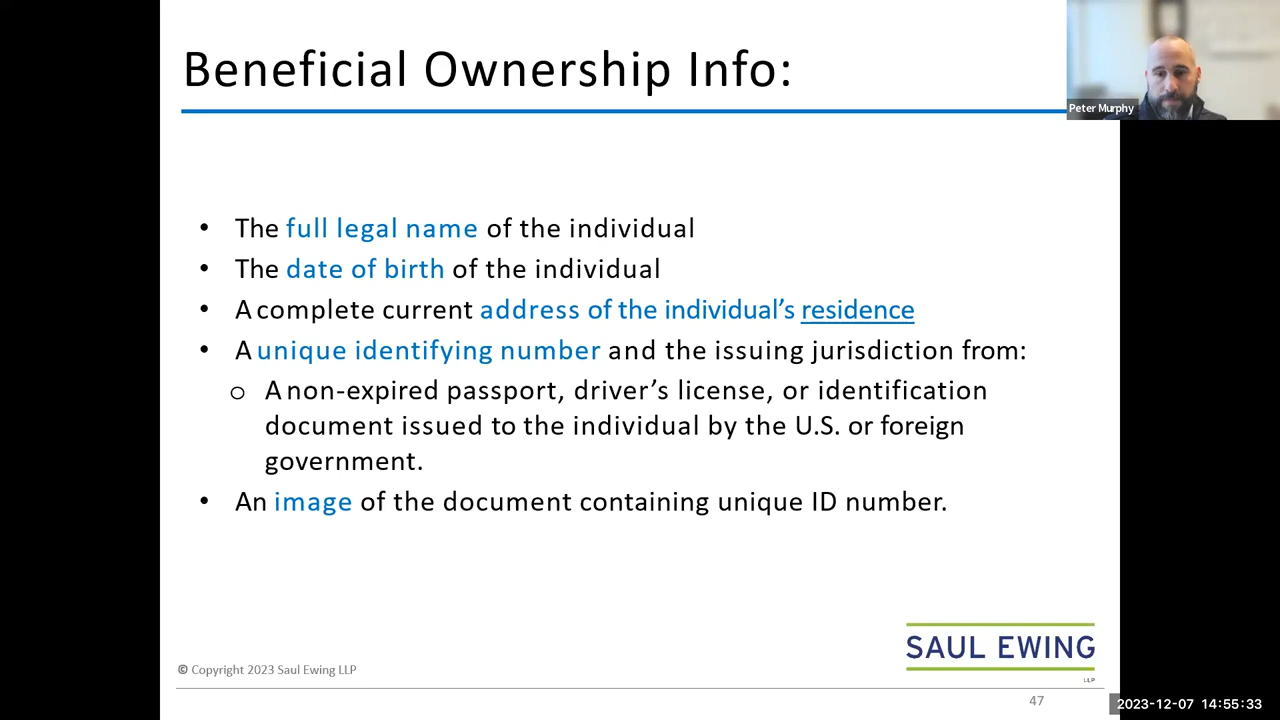 Beneficial Ownership Info:
Peter Murphy
• The full legal name of the individual
• The date of birth of the individual
• A complete current address of the individual’s residence
• A unique identifying number and the issuing jurisdiction from:
o A non-expired passport, driver’s license, or identification
document issued to the individual by the U.S. or foreign
government.
• An image of the document containing unique ID number.
SAUL EWING
LLP
© Copyright 2023 Saul Ewing LLP
47
2023-12-07 14:55:33